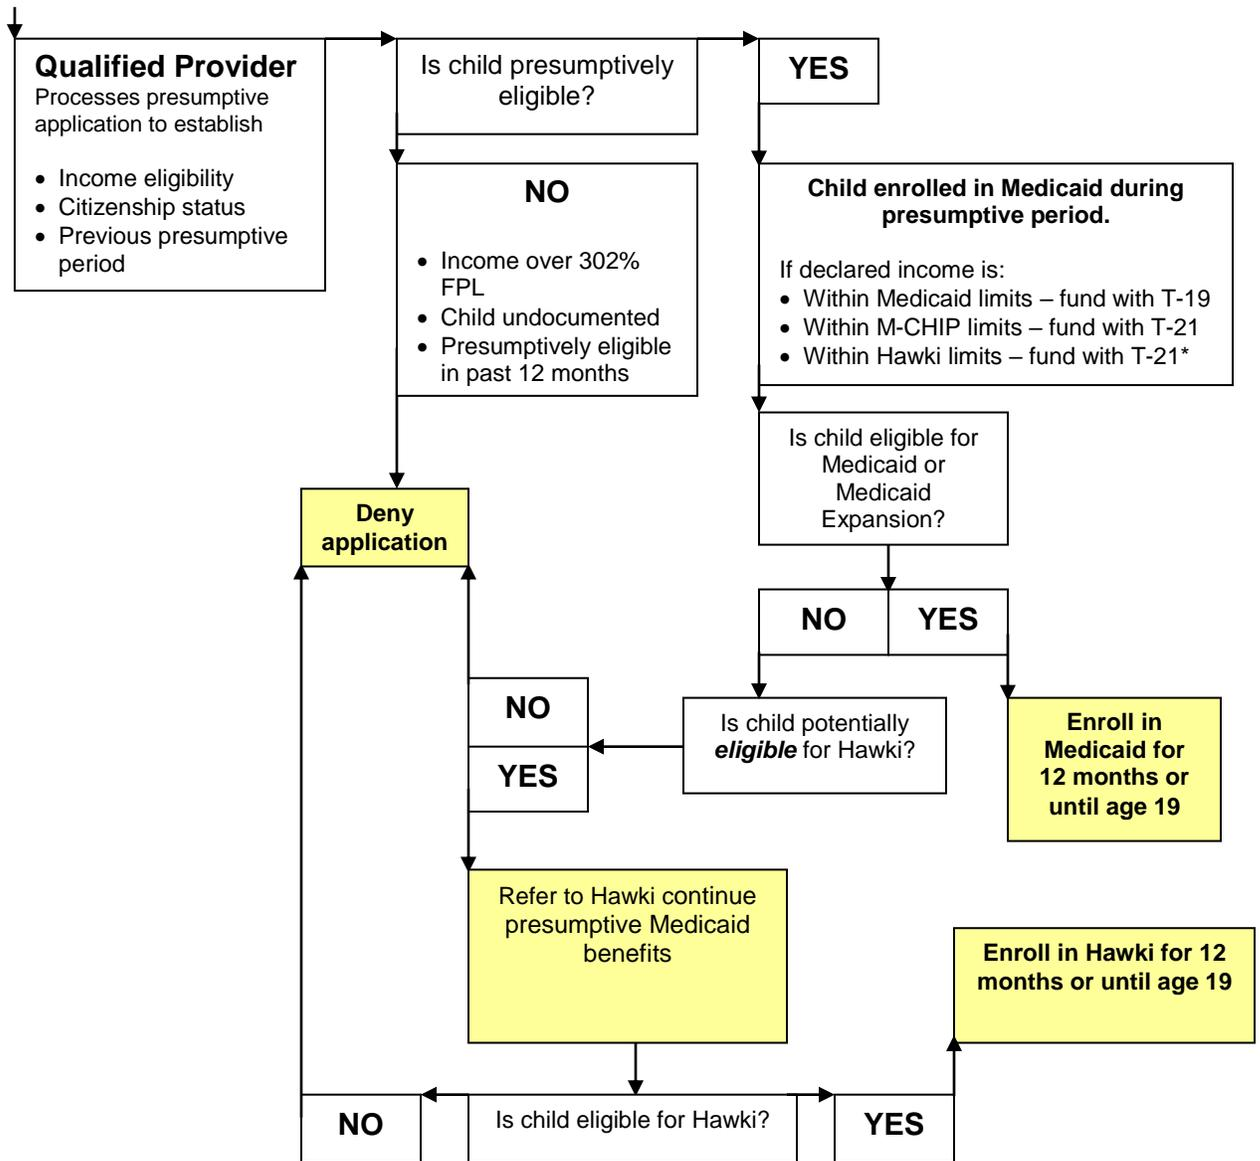 Qualified Provider
Processes presumptive
application to establish
• Income eligibility
• Citizenship status
• Previous presumptive
period
Is child presumptively
eligible?
YES
NO
• Income over 302%
FPL
• Child undocumented
• Presumptively eligible
in past 12 months
Child enrolled in Medicaid during
presumptive period.
If declared income is:
• Within Medicaid limits – fund with T-19
• Within M-CHIP limits – fund with T-21
• Within Hawki limits – fund with T-21*
Is child eligible for
Medicaid or
Medicaid
Expansion?
Deny
application
NO
YES
Is child potentially
eligible for Hawki?
NO
YES
Enroll in
Medicaid for
12 months or
until age 19
Refer to Hawki continue
presumptive Medicaid
benefits
Enroll in Hawki for 12
months or until age 19
NO
Is child eligible for Hawki?
YES